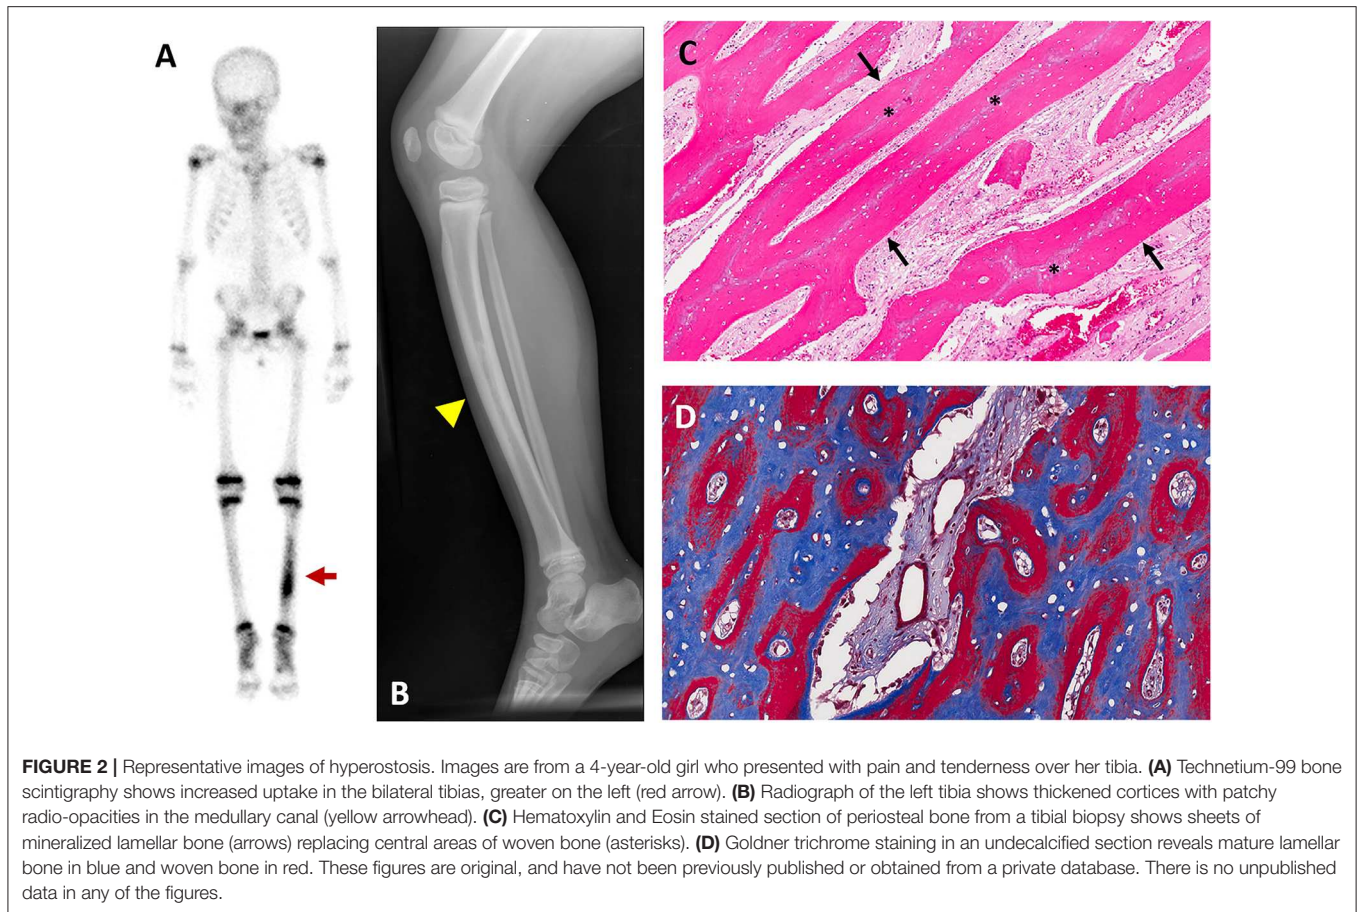 A
B
C
*
*
*
D
FIGURE 2 | Representative images of hyperostosis. Images are from a 4-year-old girl who presented with pain and tenderness over her tibia. (A) Technetium-99 bone
scintigraphy shows increased uptake in the bilateral tibias, greater on the left (red arrow). (B) Radiograph of the left tibia shows thickened cortices with patchy
radio-opacities in the medullary canal (yellow arrowhead). (C) Hematoxylin and Eosin stained section of periosteal bone from a tibial biopsy shows sheets of
mineralized lamellar bone (arrows) replacing central areas of woven bone (asterisks). (D) Goldner trichrome staining in an undecalcified section reveals mature lamellar
bone in blue and woven bone in red. These figures are original, and have not been previously published or obtained from a private database. There is no unpublished
data in any of the figures.